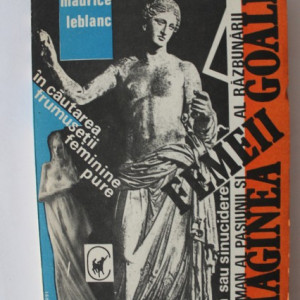 maurice
leblanc
în căutarea
frumuseții
feminine
pure
IMAGINEA
FEMEII GOALE
sau sinucidere
ROMAN AL PASIUNII ȘI AL RĂZBUNĂRII